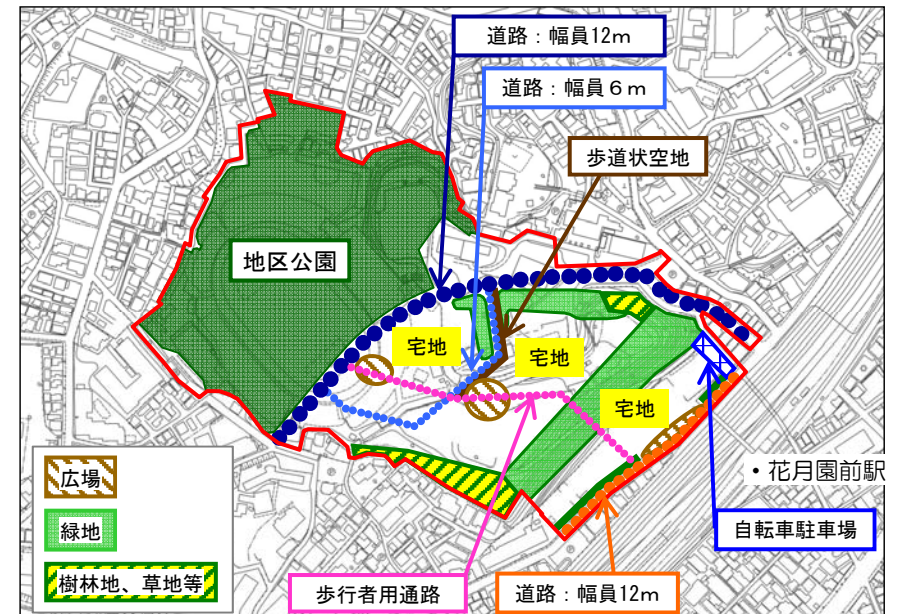 道路：幅員12ｍ
道路：幅員６ｍ
歩道状空地
地区公園
宅地
宅地
宅地
広場
緑地
樹林地、草地等
・花月園前駅
自転車駐車場
歩行者用通路
道路：幅員12ｍ